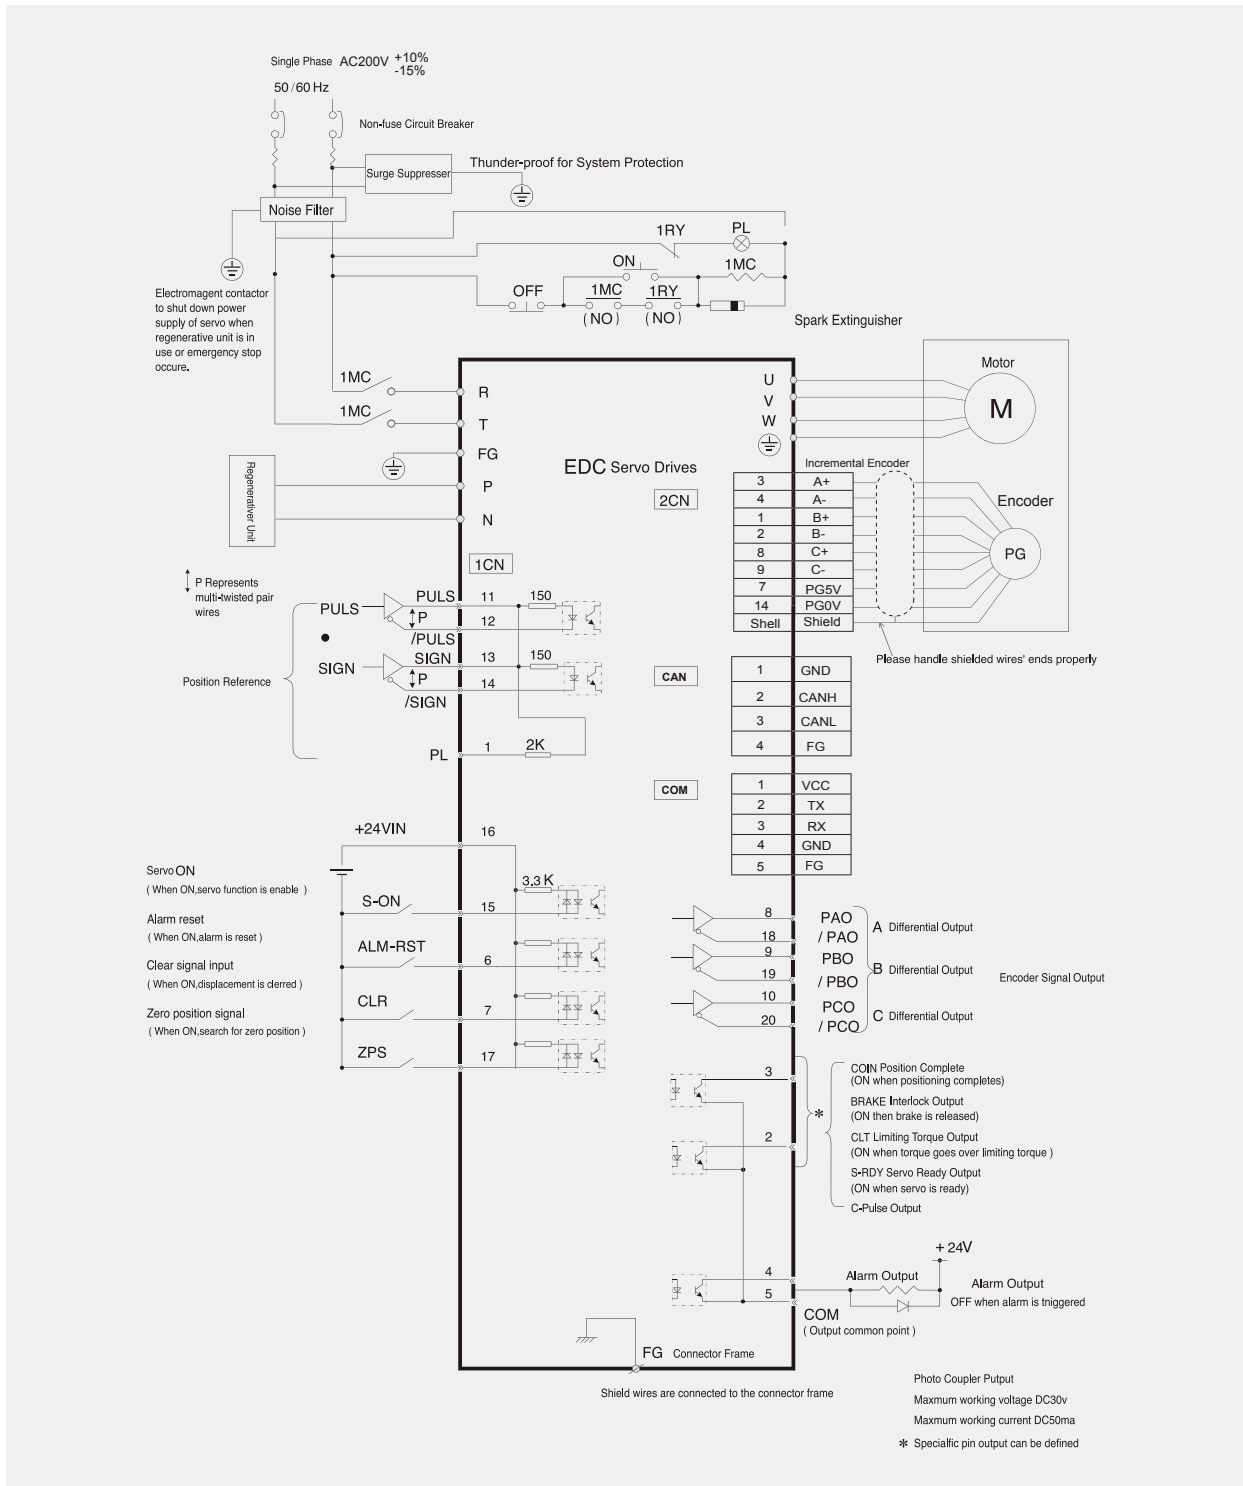 Single Phase AC200V +10%
-15%
50/60 Hz
Non-fuse Circuit Breaker
Surge Suppresser
Thunder-proof for System Protection
Noise Filter
1RY
PL
ON
1MC
OFF
1MC
1RY
(NO)
(NO)
Spark Extinguisher
Electromagent contactor
to shut down power
supply of servo when
regenerative unit is in
use or emergency stop
occure.
1MC
R
1MC
T
FG
P
N
Regenerativer Unit
EDC Servo Drives
U
V
W
Motor
M
Incremental Encoder
2CN
3 A+
4 A-
1 B+
2 B-
8 C+
9 C-
7 PG5V
14 PG0V
Shell Shield
Encoder
PG
Please handle shielded wires' ends properly
1CN
P Represents
multi-twisted pair
wires
PULS
PULS 11 150
P
12
/PULS
SIGN
SIGN 13 150
P
14
/SIGN
Position Reference
PL 1 2K
CAN
1 GND
2 CANH
3 CANL
4 FG
COM
1 VCC
2 TX
3 RX
4 GND
5 FG
+24VIN 16
3.3 K
Servo ON
( When ON,servo function is enable )
S-ON 15
Alarm reset
( When ON,alarm is reset )
ALM-RST 6
Clear signal input
( When ON,displacement is clerred )
CLR 7
Zero position signal
( When ON,search for zero position )
ZPS 17
8 PAO
18 / PAO
A Differential Output
9 PBO
19 / PBO
B Differential Output
10 PCO
20 / PCO
C Differential Output
Encoder Signal Output
3
2
*
COIN Position Complete
(ON when positioning completes)
BRAKE Interlock Output
(ON then brake is released)
CLT Limiting Torque Output
(ON when torque goes over limiting torque )
S-RDY Servo Ready Output
(ON when servo is ready)
C-Pulse Output
4
5
+ 24V
Alarm Output
Alarm Output
OFF when alarm is tniggered
COM
( Output common point )
FG Connector Frame
Shield wires are connected to the connector frame
Photo Coupler Putput
Maxmum working voltage DC30v
Maxmum working current DC50ma
* Specialfic pin output can be defined